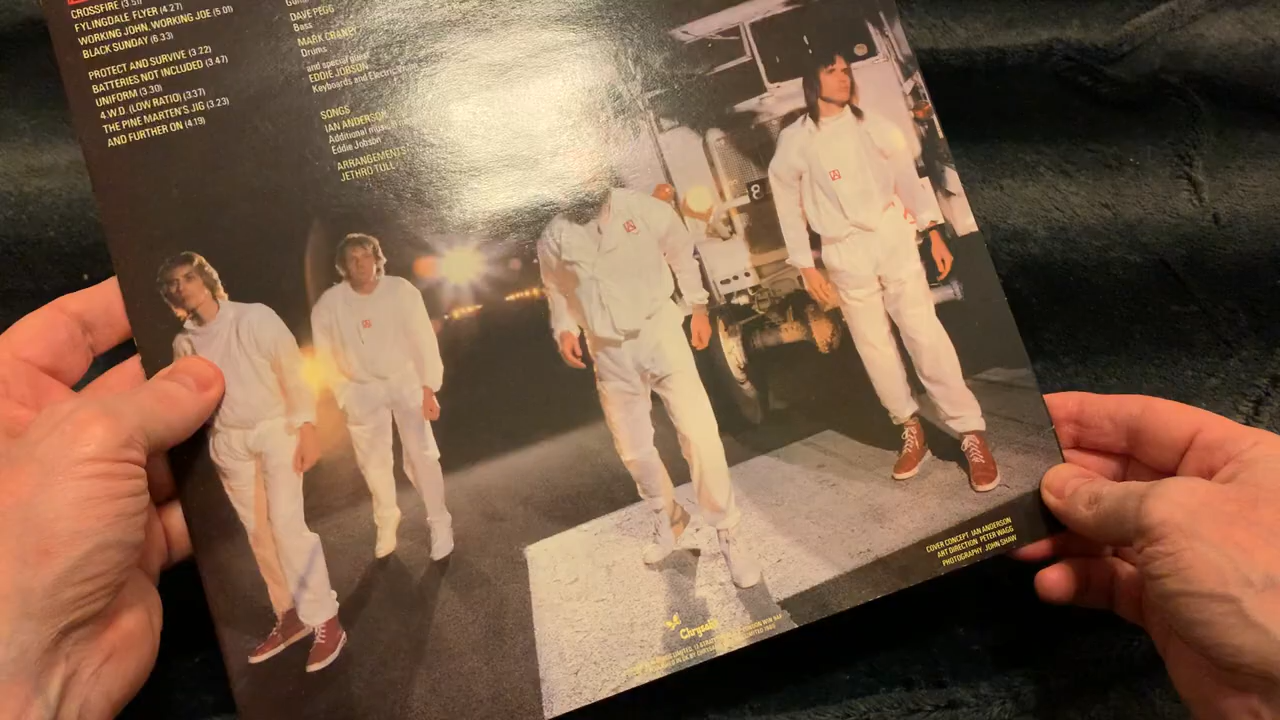 CROSSFIRE (3.51)
FYLINGDALE FLYER (4.27)
WORKING JOHN, WORKING JOE (5.01)
BLACK SUNDAY (6.33)
PROTECT AND SURVIVE (3.22)
BATTERIES NOT INCLUDED (3.47)
UNIFORM (3.30)
4.W.D. (LOW RATIO) (3.37)
THE PINE MARTEN'S JIG (3.23)
AND FURTHER ON (4.19)
DAVE PEGG
Bass
MARK CRANEY
Drums
and special guest
EDDIE JOBSON
Keyboards and Electric Violin
SONGS
IAN ANDERSON
Additional
Eddie Jobson
ARRANGEMENTS
JETHRO TULL
8
COVER CONCEPT IAN ANDERSON
ART DIRECTION PETER WAGG
PHOTOGRAPHY JOHN SHAW
Chrysalis